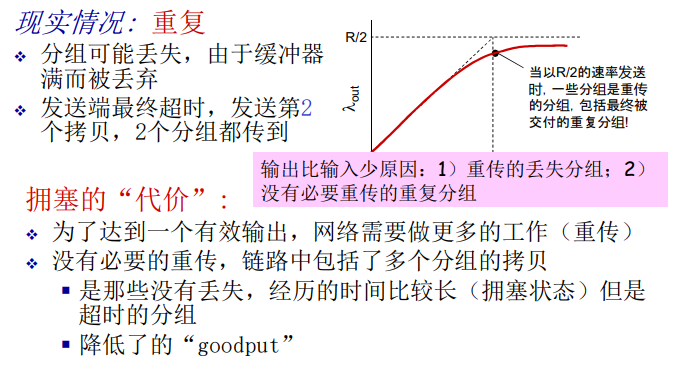 现实情况: 重复
分组可能丢失，由于缓冲器
满而被丢弃
发送端最终超时，发送第2
个拷贝，2个分组都传到
R/2
λout
当以R/2的速率发送
时, 一些分组是重传
的分组, 包括最终被
交付的重复分组!
输出比输入少原因：1）重传的丢失分组；2）
没有必要重传的重复分组
拥塞的“代价”:
为了达到一个有效输出，网络需要做更多的工作（重传）
没有必要的重传，链路中包括了多个分组的拷贝
是那些没有丢失，经历的时间比较长（拥塞状态）但是
超时的分组
降低了的“goodput”